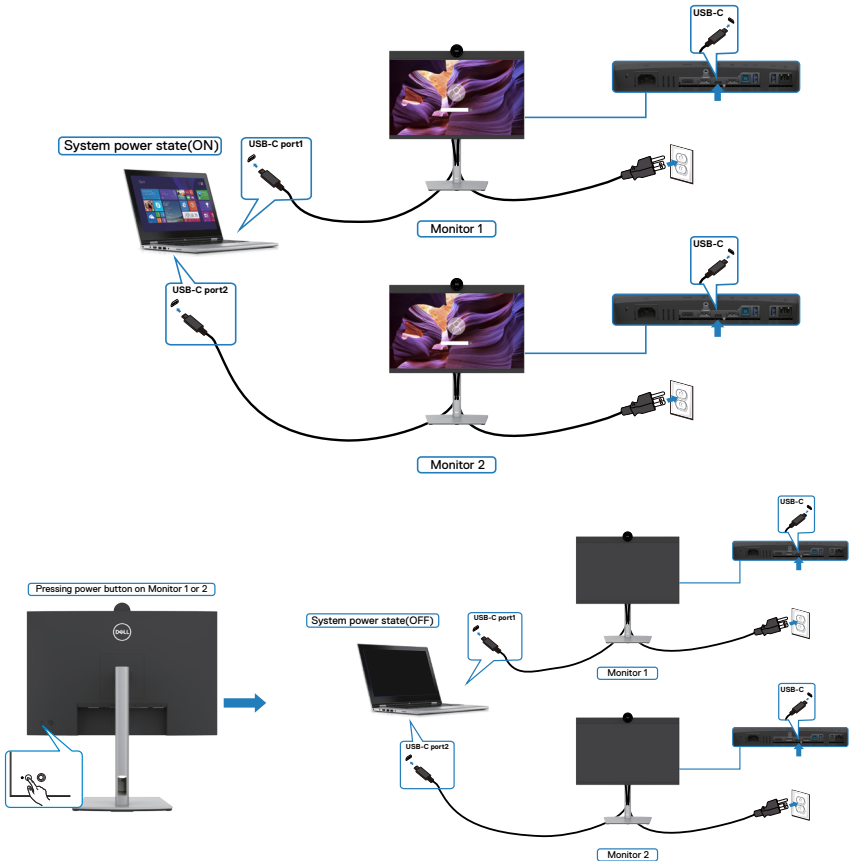 USB-C
System power state(ON)
USB-C port1
Monitor 1
USB-C
USB-C port2
Monitor 2
USB-C
Pressing power button on Monitor 1 or 2
DELL
System power state(OFF)
USB-C port1
Monitor 1
USB-C
USB-C port2
Monitor 2